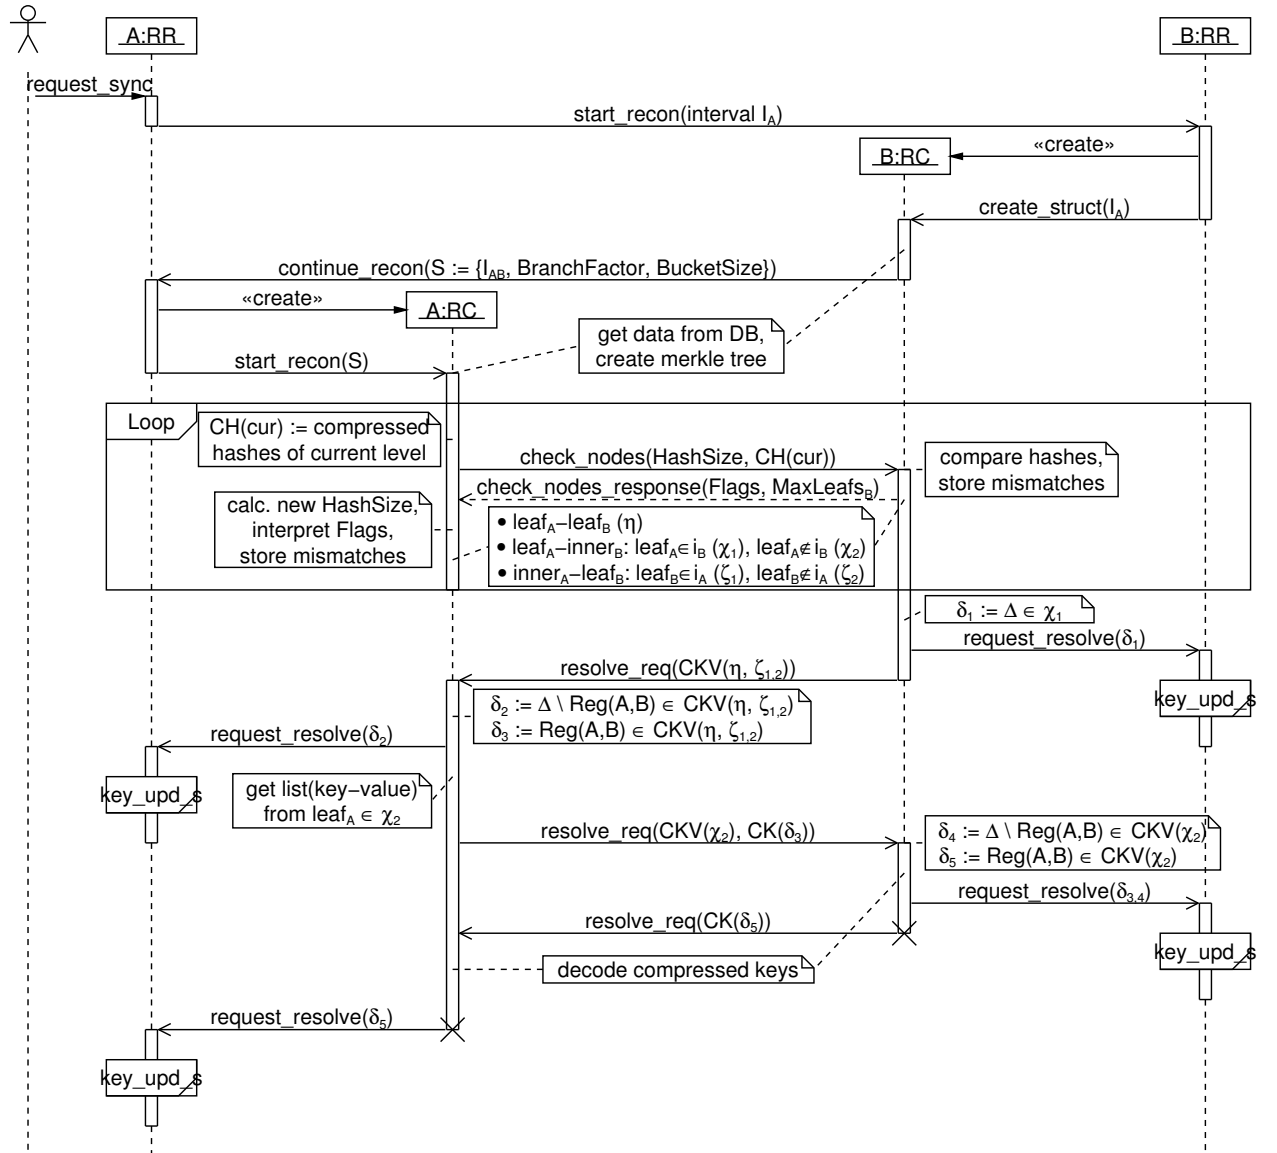 A:RR
B:RR
request_sync
start_recon(interval I_A)
B:RC
«create»
create_struct(I_A)
continue_recon(S := {I_AB, BranchFactor, BucketSize})
«create»
A:RC
get data from DB,
create merkle tree
start_recon(S)
Loop
CH(cur) := compressed
hashes of current level
check_nodes(HashSize, CH(cur))
compare hashes,
store mismatches
check_nodes_response(Flags, MaxLeafs_B)
calc. new HashSize,
interpret Flags,
store mismatches
• leaf_A−leaf_B (η)
• leaf_A−inner_B: leaf_A∈i_B (χ_1), leaf_A∉i_B (χ_2)
• inner_A−leaf_B: leaf_B∈i_A (ζ_1), leaf_B∉i_A (ζ_2)
δ_1 := Δ ∈ χ_1
request_resolve(δ_1)
resolve_req(CKV(η, ζ_1,2))
key_upd_s
δ_2 := Δ \ Reg(A,B) ∈ CKV(η, ζ_1,2)
δ_3 := Reg(A,B) ∈ CKV(η, ζ_1,2)
request_resolve(δ_2)
key_upd_s
get list(key−value)
from leaf_A ∈ χ_2
resolve_req(CKV(χ_2), CK(δ_3))
δ_4 := Δ \ Reg(A,B) ∈ CKV(χ_2)
δ_5 := Reg(A,B) ∈ CKV(χ_2)
request_resolve(δ_3,4)
resolve_req(CK(δ_5))
key_upd_s
decode compressed keys
request_resolve(δ_5)
key_upd_s